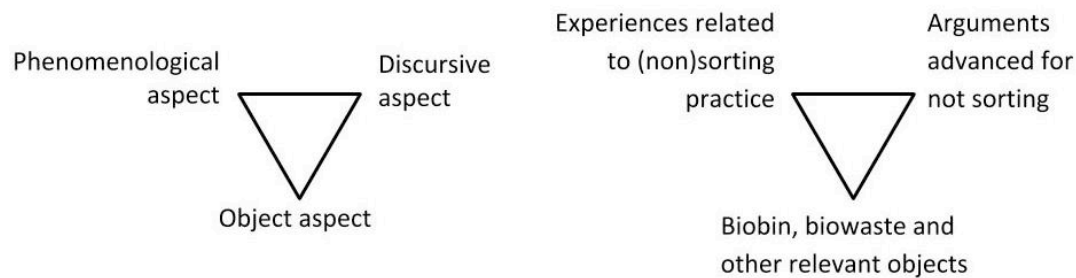 Phenomenological
aspect
Discursive
aspect
Object aspect
Experiences related
to (non)sorting
practice
Arguments
advanced for
not sorting
Biobin, biowaste and
other relevant objects